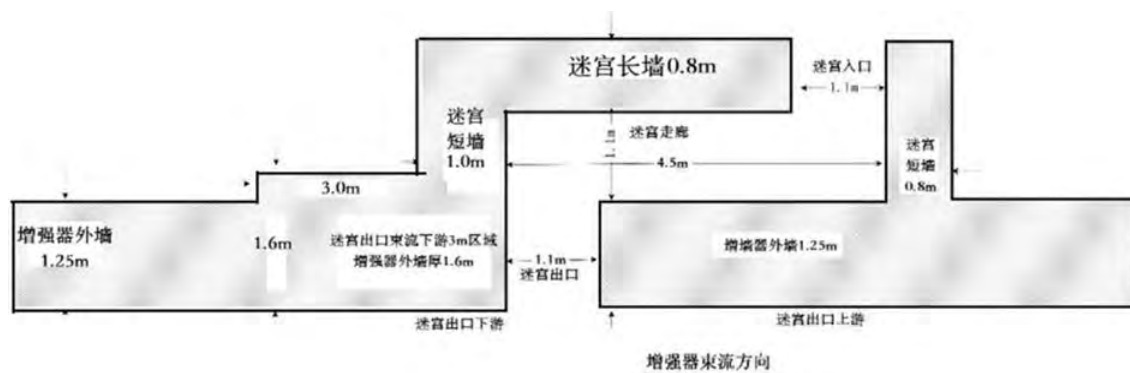 迷宫长墙0.8m
迷宫入口
1.1m
迷宫
短墙
1.0m
迷宫走廊
4.5m
迷宫
短墙
0.8m
3.0m
增强器外墙
1.25m
1.6m
迷宫出口束流下游3m区域
增强器外墙厚1.6m
1.1m
迷宫出口
增墙器外墙1.25m
迷宫出口下游
迷宫出口上游
增强器束流方向